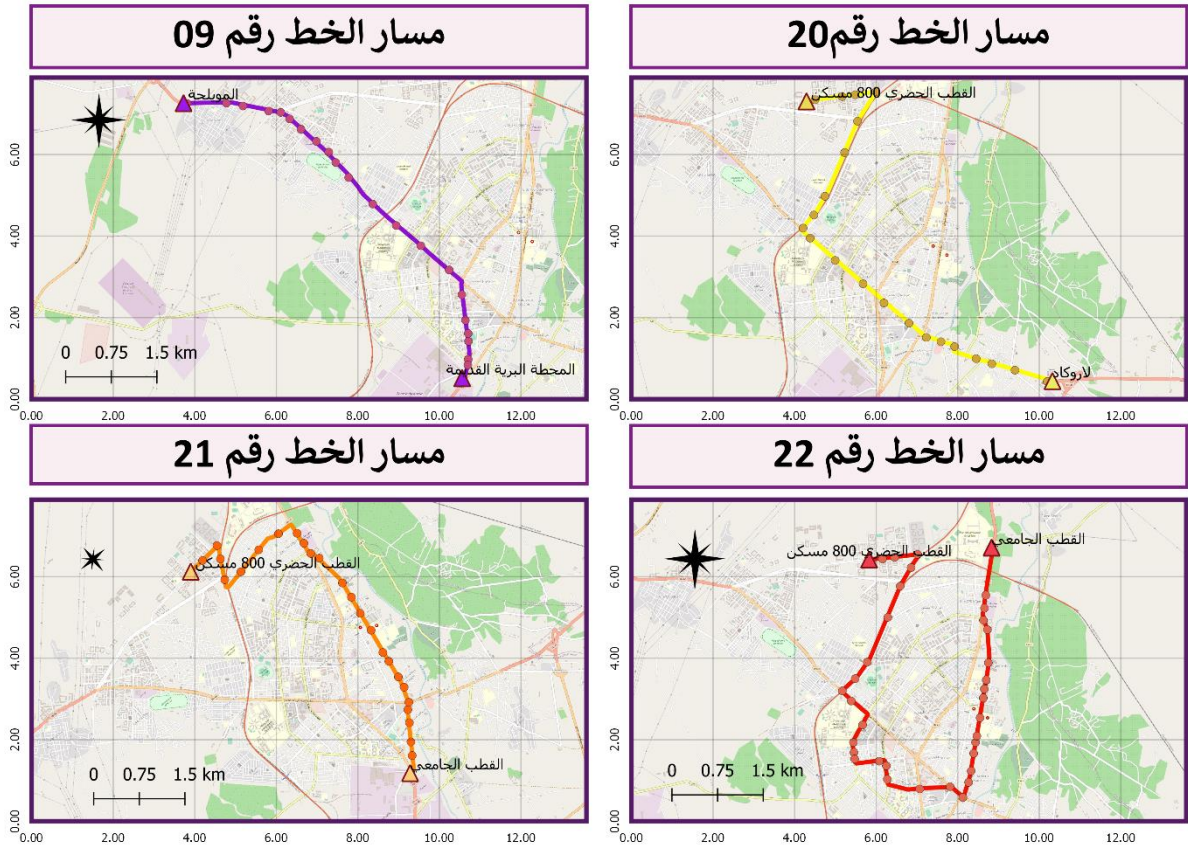 مسار الخط رقم 09
مسار الخط رقم20
المويلحة
المحطة البرية القديمة
0 0.75 1.5 km
0.00 2.00 4.00 6.00
0.00 2.00 4.00 6.00 8.00 10.00 12.00
القطب الحضري 800 مسكن
لاروكاد
0.00 2.00 4.00 6.00
0.00 2.00 4.00 6.00 8.00 10.00 12.00
مسار الخط رقم 21
مسار الخط رقم 22
القطب الحضري 800 مسكن
القطب الجامعي
0 0.75 1.5 km
0.00 2.00 4.00 6.00
0.00 2.00 4.00 6.00 8.00 10.00 12.00
القطب الجامعي
القطب الحضري 800 مسكن
0 0.75 1.5 km
0.00 2.00 4.00 6.00
0.00 2.00 4.00 6.00 8.00 10.00 12.00